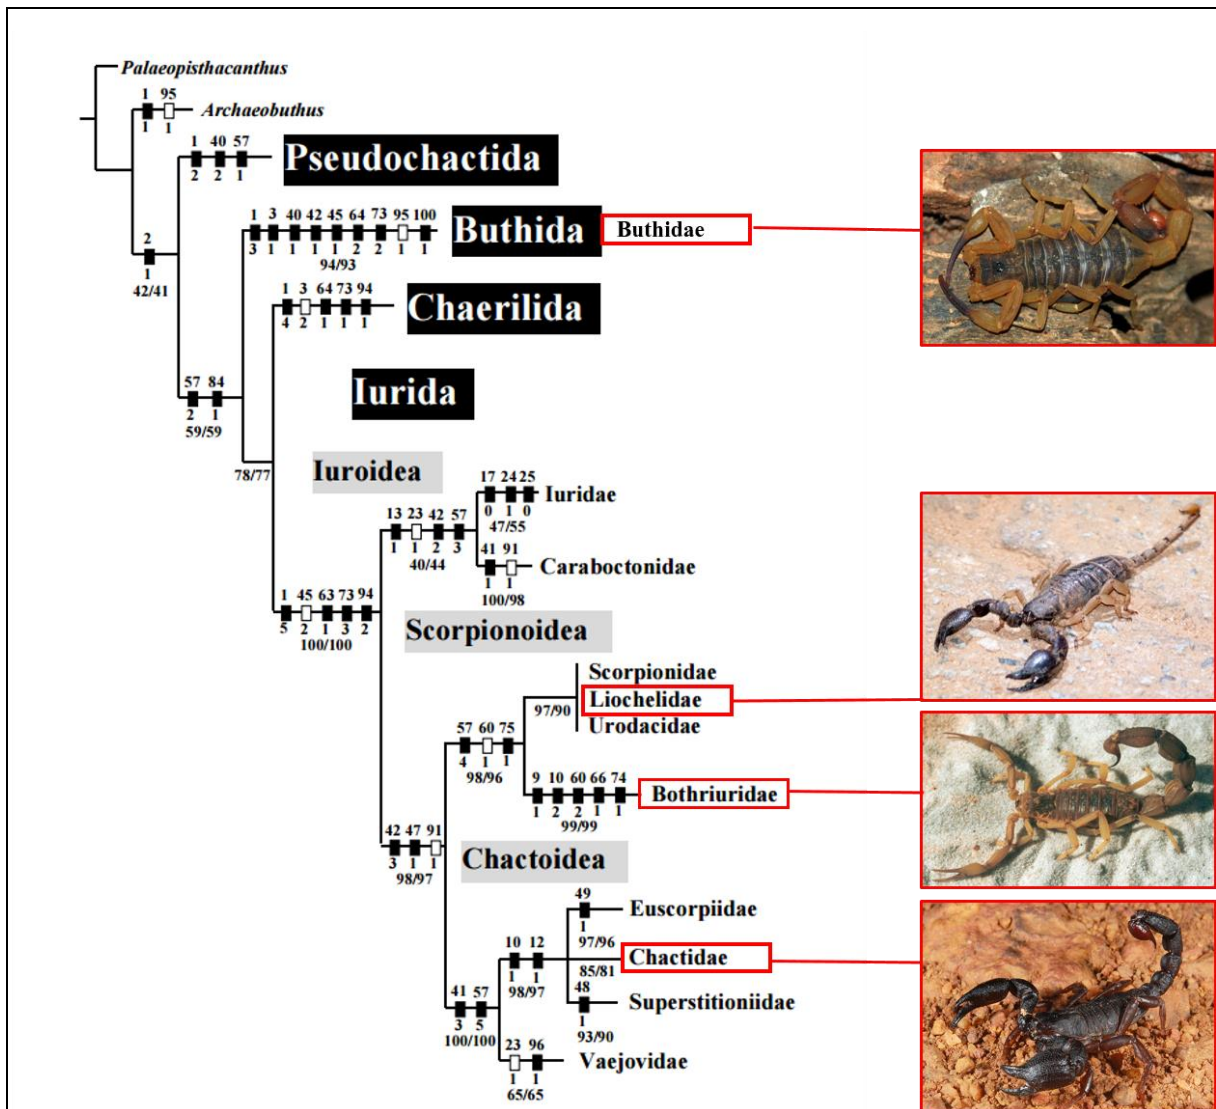 Palaeopisthacanthus
1 95
Archaeobuthus
1 1
1 40 57
Pseudochactida
2 2 1
1 3 40 42 45 64 73 95 100
Buthida
Buthidae
3 1 1 1 1 2 2 1 1
94/93
2
1
42/41
1 3 64 73 94
Chaerilida
4 2 1 1 1
57 84
Iurida
2 1
59/59
78/77
Iuroidea
17 24 25
Iuridae
0 1 0
47/55
13 23 42 57
1 1 2 3
40/44
41 91
Caraboctonidae
1 1
100/98
1 45 63 73 94
5 2 1 3 2
100/100
Scorpionoidea
Scorpionidae
Liochelidae
Urodacidae
97/90
57 60 75
4 1 1
98/96
9 10 60 66 74
Bothriuridae
1 2 2 1 1
99/99
42 47 91
3 1 1
98/97
Chactoidea
49
Euscorpiidae
1
97/96
10 12
Chactidae
1 1
98/97
85/81
48
Superstitioniidae
1
93/90
41 57
3 5
100/100
23 96
Vaejovidae
1 1
65/65